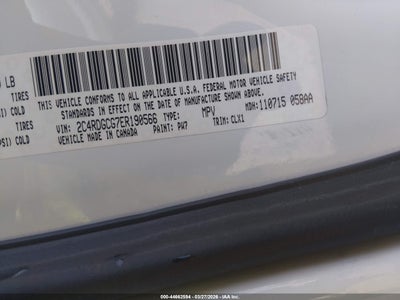 LB
TIRES
COLD
TIRES
COLD
THIS VEHICLE CONFORMS TO ALL APPLICABLE U.S.A. FEDERAL MOTOR VEHICLE SAFETY
STANDARDS IN EFFECT ON THE DATE OF MANUFACTURE SHOWN ABOVE.
VIN: 2C4RDGCG7ER190566 TYPE: MPV MDH: 110715 058AA
VEHICLE MADE IN CANADA PAINT: PW7 TRIM: CLX1
000-44662594 - 03/27/2026 - IAA Inc.